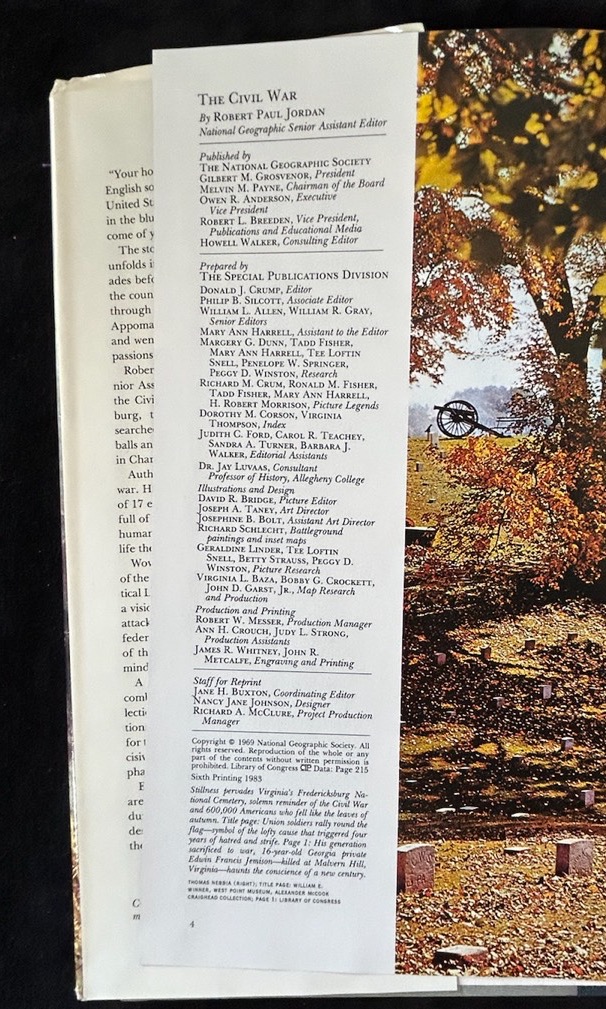 THE CIVIL WAR
By ROBERT PAUL JORDAN
National Geographic Senior Assistant Editor
Published by
THE NATIONAL GEOGRAPHIC SOCIETY
GILBERT M. GROSVENOR, President
MELVIN M. PAYNE, Chairman of the Board
OWEN R. ANDERSON, Executive
Vice President
ROBERT L. BREEDEN, Vice President,
Publications and Educational Media
HOWELL WALKER, Consulting Editor
Prepared by
THE SPECIAL PUBLICATIONS DIVISION
DONALD J. CRUMP, Editor
PHILIP B. SILCOTT, Associate Editor
WILLIAM L. ALLEN, WILLIAM R. GRAY,
Senior Editors
MARY ANN HARRELL, Assistant to the Editor
MARGERY G. DUNN, TADD FISHER,
MARY ANN HARRELL, TEE LOFTIN
SNELL, PENELOPE W. SPRINGER,
PEGGY D. WINSTON, Research
RICHARD M. CRUM, RONALD M. FISHER,
TADD FISHER, MARY ANN HARRELL,
H. ROBERT MORRISON, Picture Legends
DOROTHY M. CORSON, VIRGINIA
THOMPSON, Index
JUDITH C. FORD, CAROL R. TEACHEY,
SANDRA A. TURNER, BARBARA J.
WALKER, Editorial Assistants
DR. JAY LUVAAS, Consultant
Professor of History, Allegheny College
Illustrations and Design
DAVID R. BRIDGE, Picture Editor
JOSEPH A. TANEY, Art Director
JOSEPHINE B. BOLT, Assistant Art Director
RICHARD SCHLECHT, Battleground
paintings and inset maps
GERALDINE LINDER, TEE LOFTIN
SNELL, BETTY STRAUSS, PEGGY D.
WINSTON, Picture Research
VIRGINIA L. BAZA, BOBBY G. CROCKETT,
JOHN D. GARST, JR., Map Research
and Production
Production and Printing
ROBERT W. MESSER, Production Manager
ANN H. CROUCH, JUDY L. STRONG,
Production Assistants
JAMES R. WHITNEY, JOHN R.
METCALFE, Engraving and Printing
Staff for Reprint
JANE H. BUXTON, Coordinating Editor
NANCY JANE JOHNSON, Designer
RICHARD A. MCCLURE, Project Production
Manager
Copyright © 1969 National Geographic Society. All
rights reserved. Reproduction of the whole or any
part of the contents without written permission is
prohibited. Library of Congress CIP Data: Page 215
Sixth Printing 1983
Stillness pervades Virginia's Fredericksburg Na-
tional Cemetery, solemn reminder of the Civil War
and 600,000 Americans who fell like the leaves of
autumn. Title page: Union soldiers rally round the
flag—symbol of the lofty cause that triggered four
years of hatred and strife. Page 1: His generation
sacrificed to war, 16-year-old Georgia private
Edwin Francis Jemison—killed at Malvern Hill,
Virginia—haunts the conscience of a new century.
THOMAS NEBBIA (RIGHT); TITLE PAGE: WILLIAM E.
WINNER, WEST POINT MUSEUM, ALEXANDER MCCOOK
CRAIGHEAD COLLECTION; PAGE 1: LIBRARY OF CONGRESS
4
"Your ho
English so
United St
in the blu
come of y
The sto
unfolds i
ades befo
the coun
through
Appoma
and wen
passions
Rober
nior Ass
the Civi
burg, t
searche
balls an
in Char
Auth
war. H
of 17 e
full of
human
life the
Wov
of the
tical I
a visic
attack
feder
of th
mind
A
coml
lecti
tion
for t
cisiv
pha
are
du
de
the
C
m